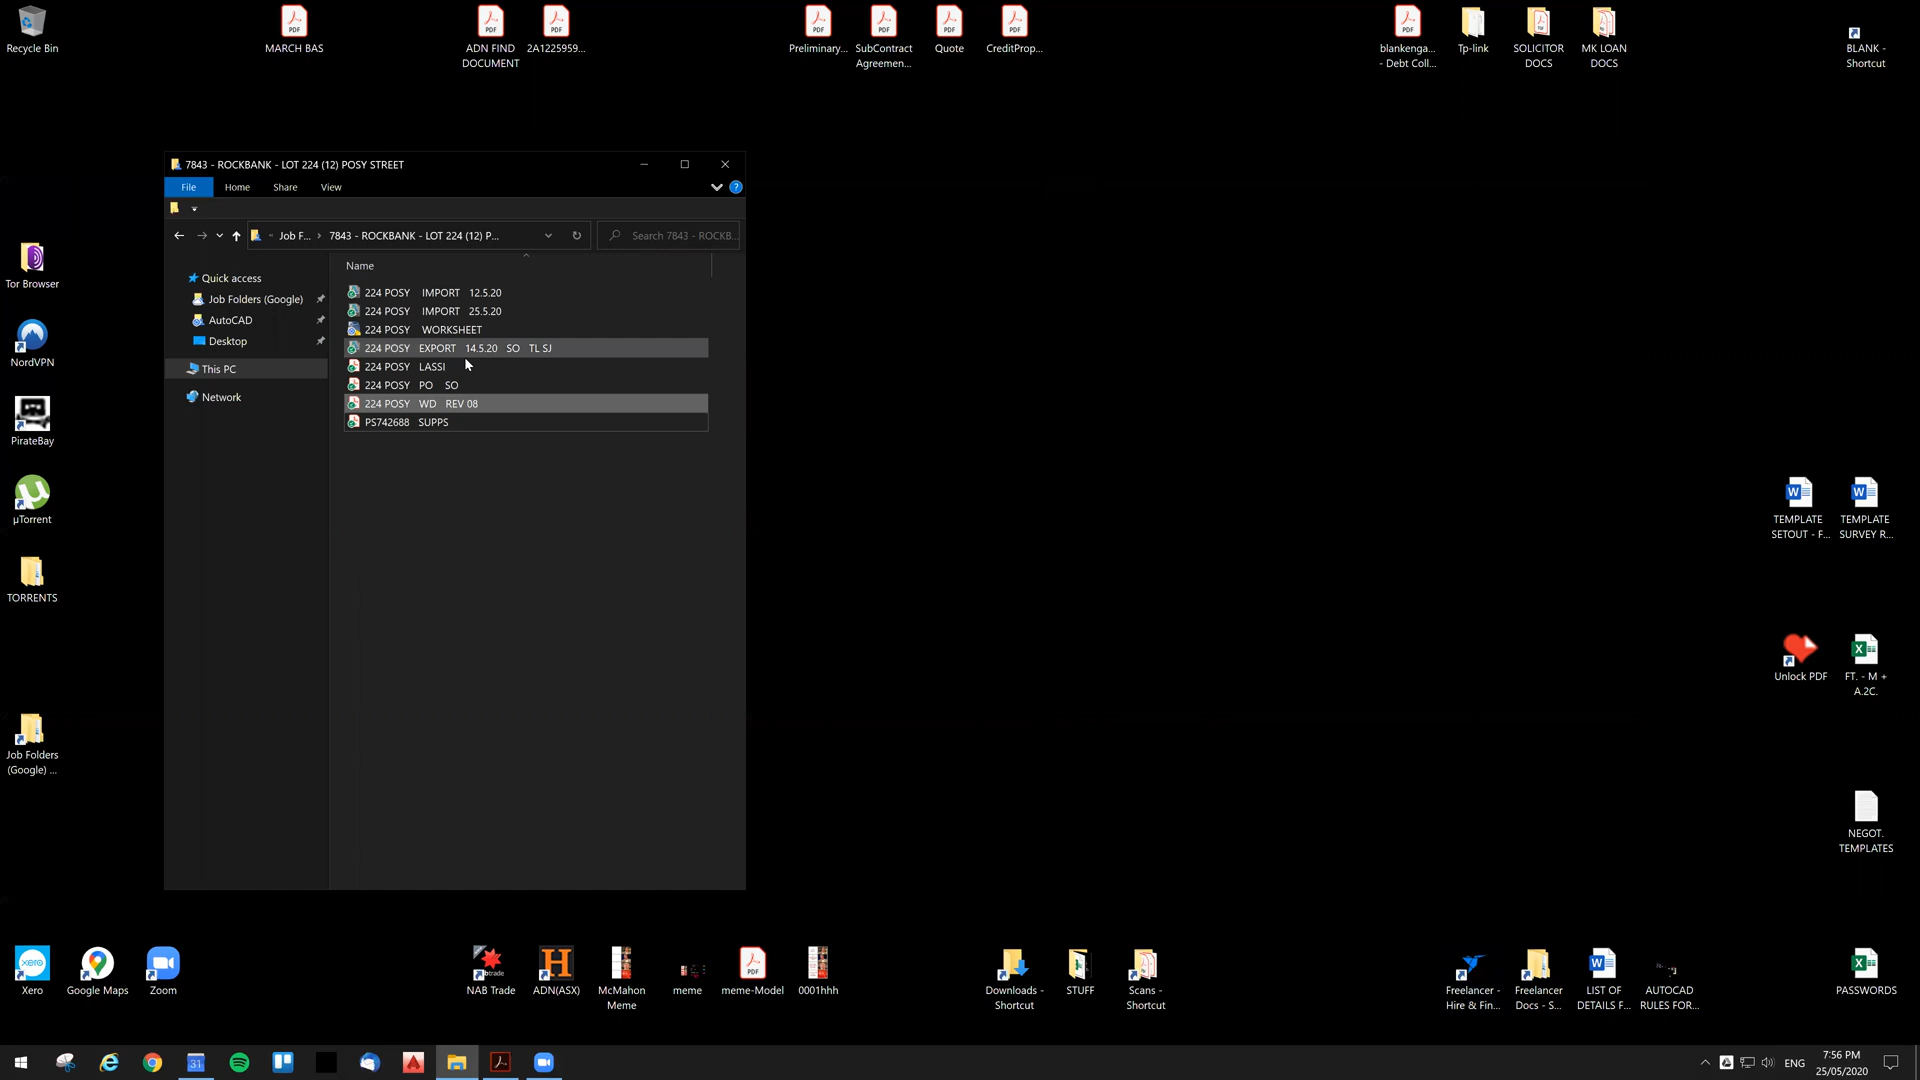 Recycle Bin
MARCH BAS
ADN FIND
DOCUMENT
2A1225959...
Preliminary...
SubContract
Agreemen...
Quote
CreditProp...
blankenga...
- Debt Coll...
Tp-link
SOLICITOR
DOCS
MK LOAN
DOCS
BLANK -
Shortcut
7843 - ROCKBANK - LOT 224 (12) POSY STREET
File
Home
Share
View
Job F...
7843 - ROCKBANK - LOT 224 (12) P...
Search 7843 - ROCKB...
Name
Quick access
Job Folders (Google)
AutoCAD
Desktop
This PC
Network
224 POSY IMPORT 12.5.20
224 POSY IMPORT 25.5.20
224 POSY WORKSHEET
224 POSY EXPORT 14.5.20 SO TL SJ
224 POSY LASSI
224 POSY PO SO
224 POSY WD REV 08
PS742688 SUPPS
Tor Browser
NordVPN
PirateBay
µTorrent
TORRENTS
Job Folders
(Google) ...
TEMPLATE
SETOUT - F...
TEMPLATE
SURVEY R...
Unlock PDF
FT. - M +
A.2C.
NEGOT.
TEMPLATES
Xero
Google Maps
Zoom
NAB Trade
ADN(ASX)
McMahon
Meme
meme
meme-Model
0001hhh
Downloads -
Shortcut
STUFF
Scans -
Shortcut
Freelancer -
Hire & Fin...
Freelancer
Docs - S...
LIST OF
DETAILS F...
AUTOCAD
RULES FOR...
PASSWORDS
ENG
7:56 PM
25/05/2020